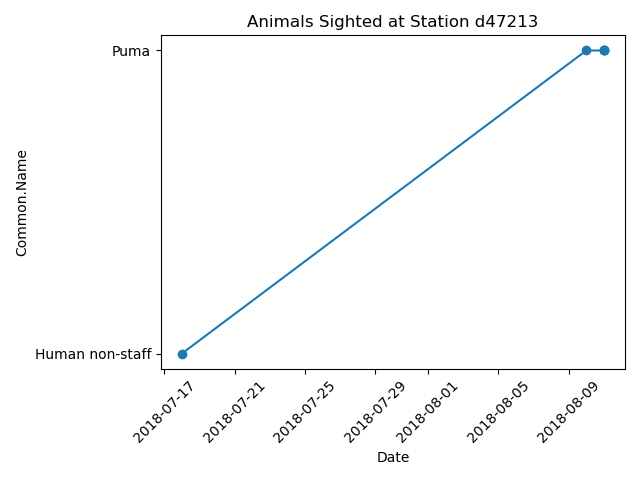 Animals Sighted at Station d47213
Puma
Common.Name
Human non-staff
2018-07-17
2018-07-21
2018-07-25
2018-07-29
2018-08-01
2018-08-05
2018-08-09
Date